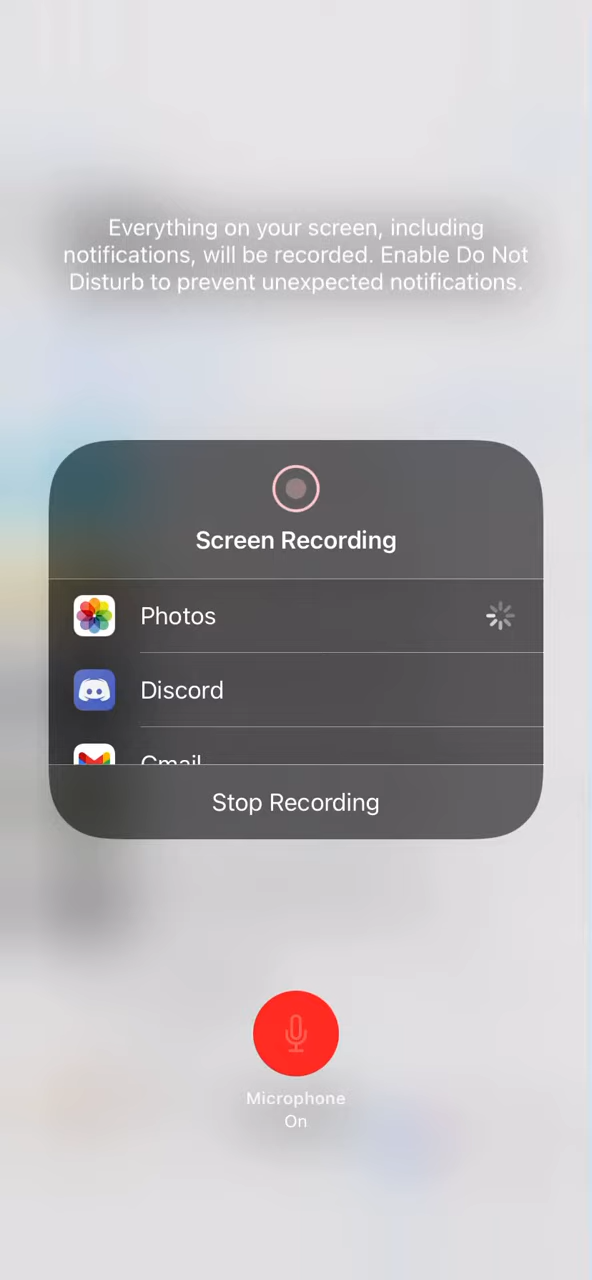 Everything on your screen, including
notifications, will be recorded. Enable Do Not
Disturb to prevent unexpected notifications.
Screen Recording
Photos
Discord
Gmail
Stop Recording
Microphone
On